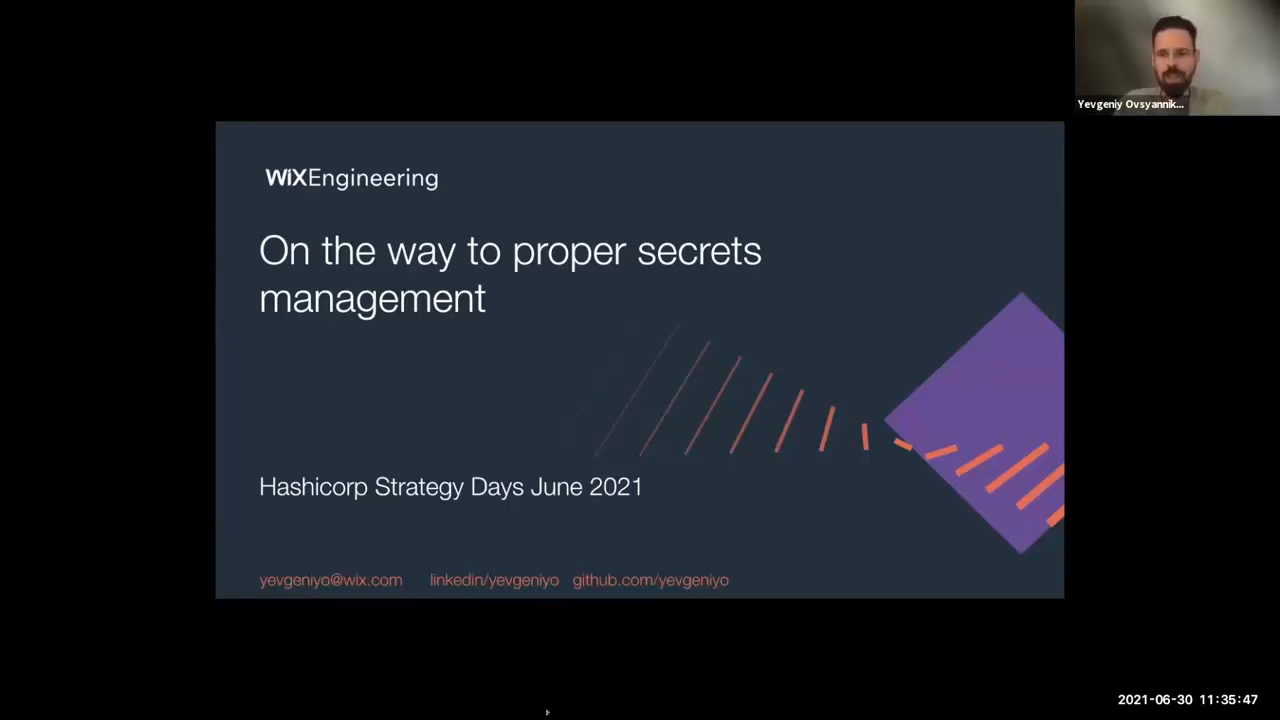 Yevgeniy Ovsyannik...
WiXEngineering
On the way to proper secrets
management
Hashicorp Strategy Days June 2021
yevgeniyo@wix.com linkedin/yevgeniyo github.com/yevgeniyo
2021-06-30 11:35:47